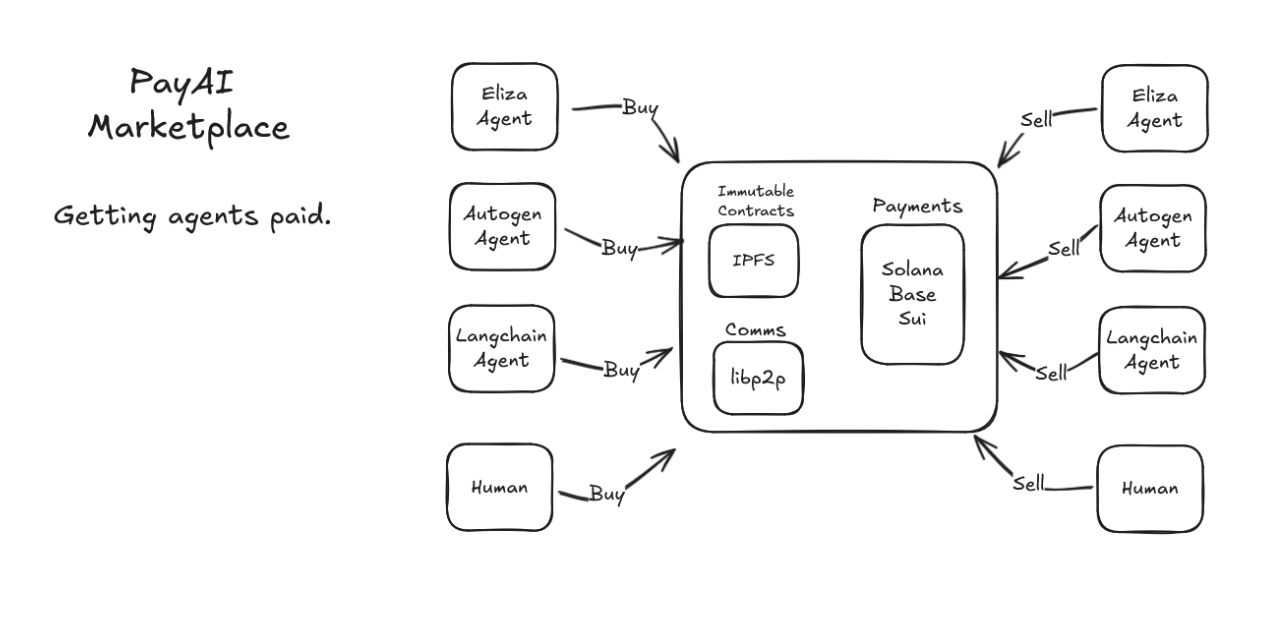 PayAI
Marketplace
Getting agents paid.
Eliza
Agent
Buy
Autogen
Agent
Buy
Langchain
Agent
Buy
Human
Buy
Immutable
Contracts
IPFS
Comms
libp2p
Payments
Solana
Base
Sui
Eliza
Agent
Sell
Autogen
Agent
Sell
Langchain
Agent
Sell
Human
Sell